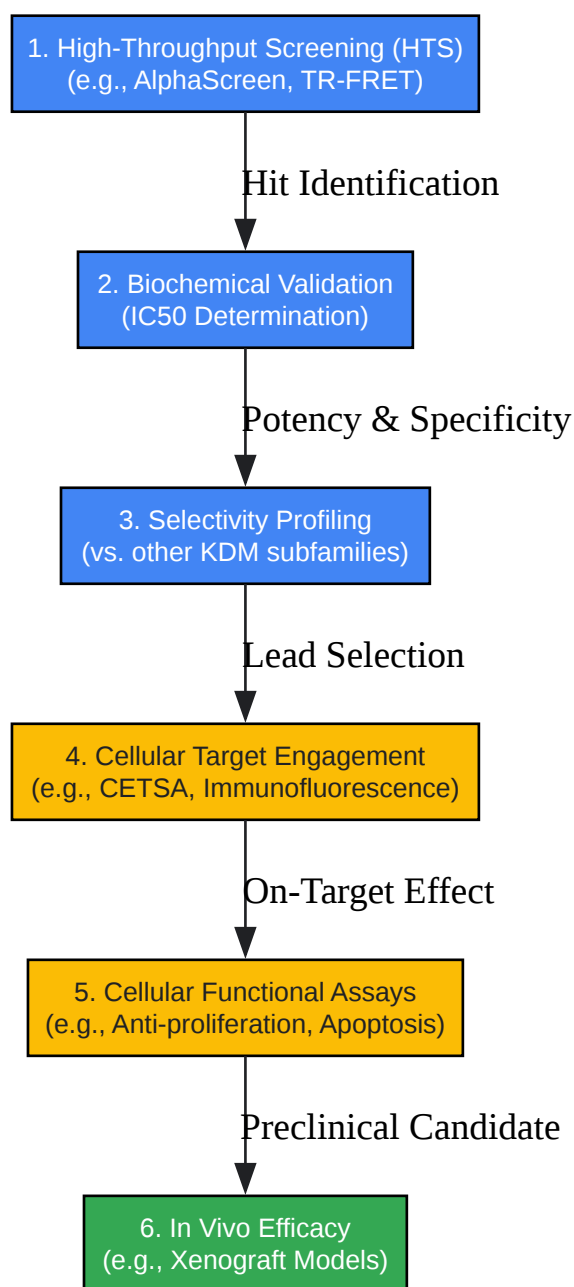 1. High-Throughput Screening (HTS)
(e.g., AlphaScreen, TR-FRET)
Hit Identification
2. Biochemical Validation
(IC50 Determination)
Potency & Specificity
3. Selectivity Profiling
(vs. other KDM subfamilies)
Lead Selection
4. Cellular Target Engagement
(e.g., CETSA, Immunofluorescence)
On-Target Effect
5. Cellular Functional Assays
(e.g., Anti-proliferation, Apoptosis)
Preclinical Candidate
6. In Vivo Efficacy
(e.g., Xenograft Models)